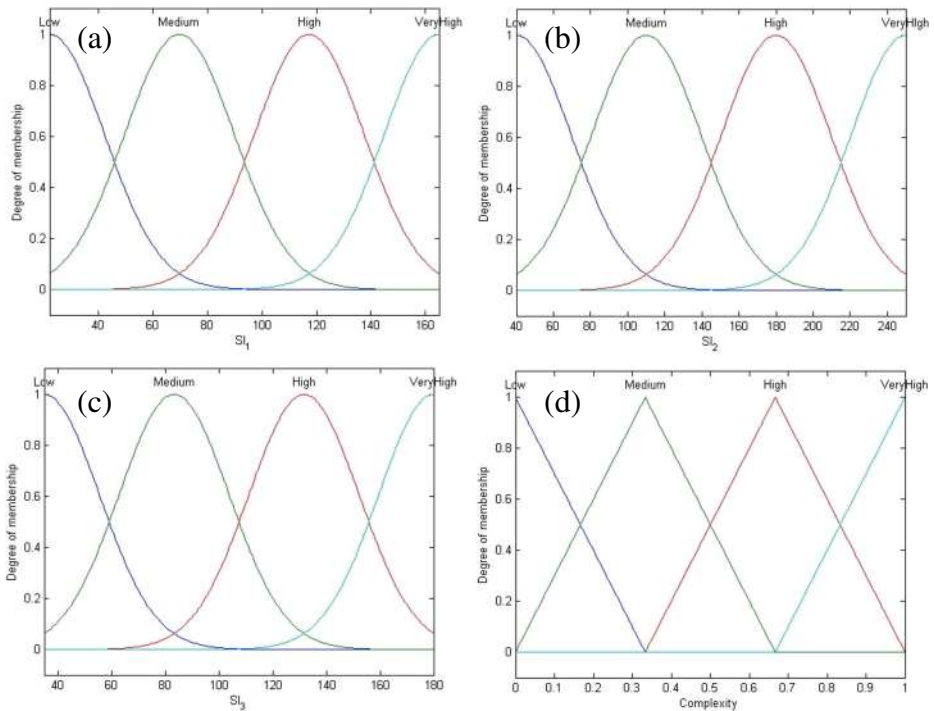 Low Medium High VeryHigh
(a)
Degree of membership
1
0.8
0.6
0.4
0.2
0
40 60 80 100 120 140 160
SI1
Low Medium High VeryHIgh
(b)
Degree of membership
1
0.8
0.6
0.4
0.2
0
40 60 80 100 120 140 160 180 200 220 240
SI2
Low Medium High VeryHigh
(c)
Degree of membership
1
0.8
0.6
0.4
0.2
0
40 60 80 100 120 140 160 180
SI3
Low Medium High VeryHigh
(d)
Degree of membership
1
0.8
0.6
0.4
0.2
0
0 0.1 0.2 0.3 0.4 0.5 0.6 0.7 0.8 0.9 1
Complexity